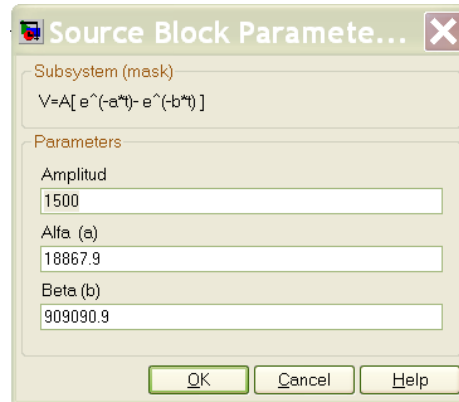 Source Block Paramete...
Subsystem (mask)
V=A[ e^(-a*t)- e^(-b*t) ]
Parameters
Amplitud
1500
Alfa (a)
18867.9
Beta (b)
909090.9
OK Cancel Help